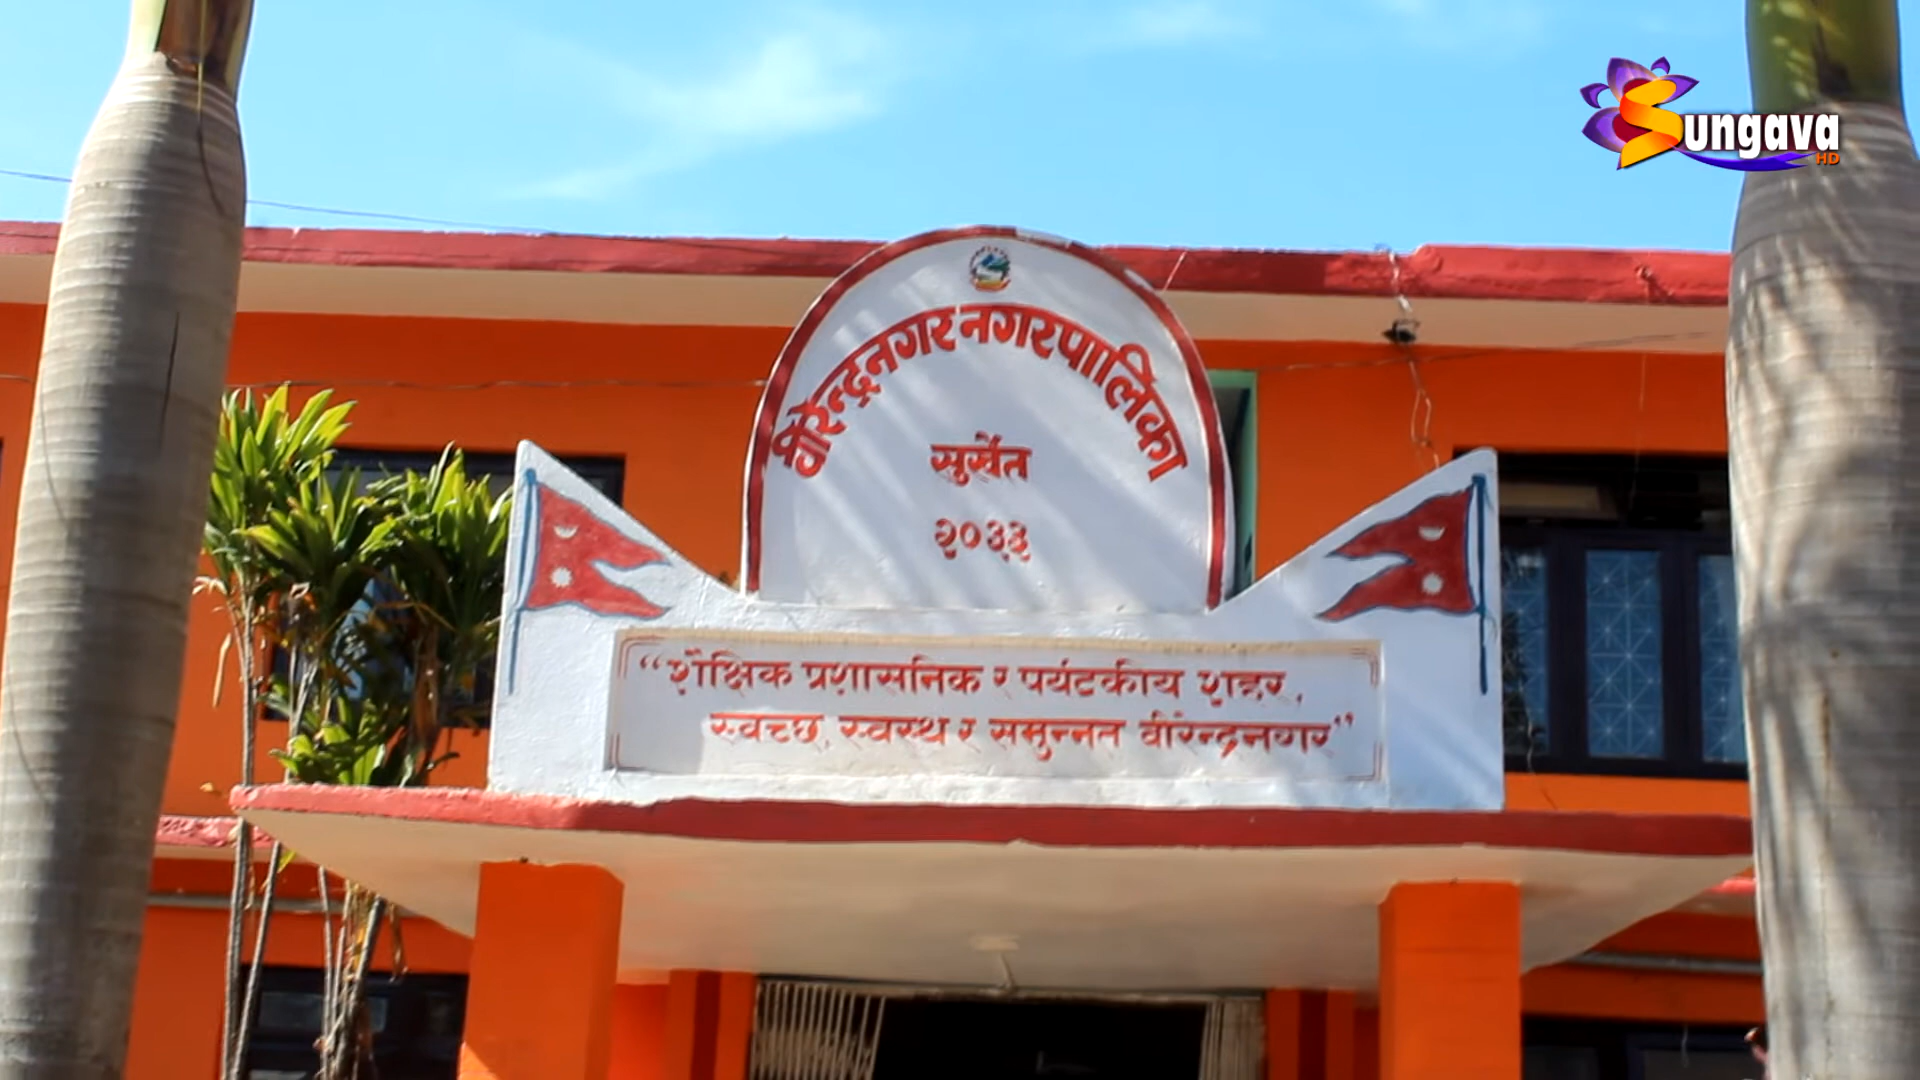 Sungava
HD
वीरेन्द्रनगर नगरपालिका
सुर्खेत
२०३३
“शैक्षिक प्रशासनिक र पर्यटकीय शहर,
स्वच्छ, स्वस्थ र समुन्नत वीरेन्द्रनगर”